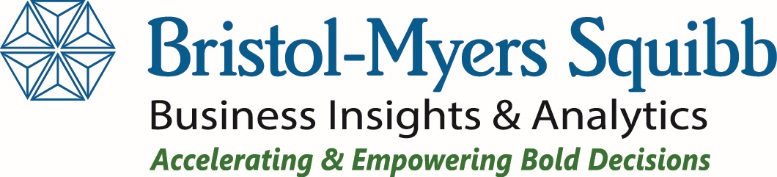 Bristol-Myers Squibb
Business Insights & Analytics
Accelerating & Empowering Bold Decisions